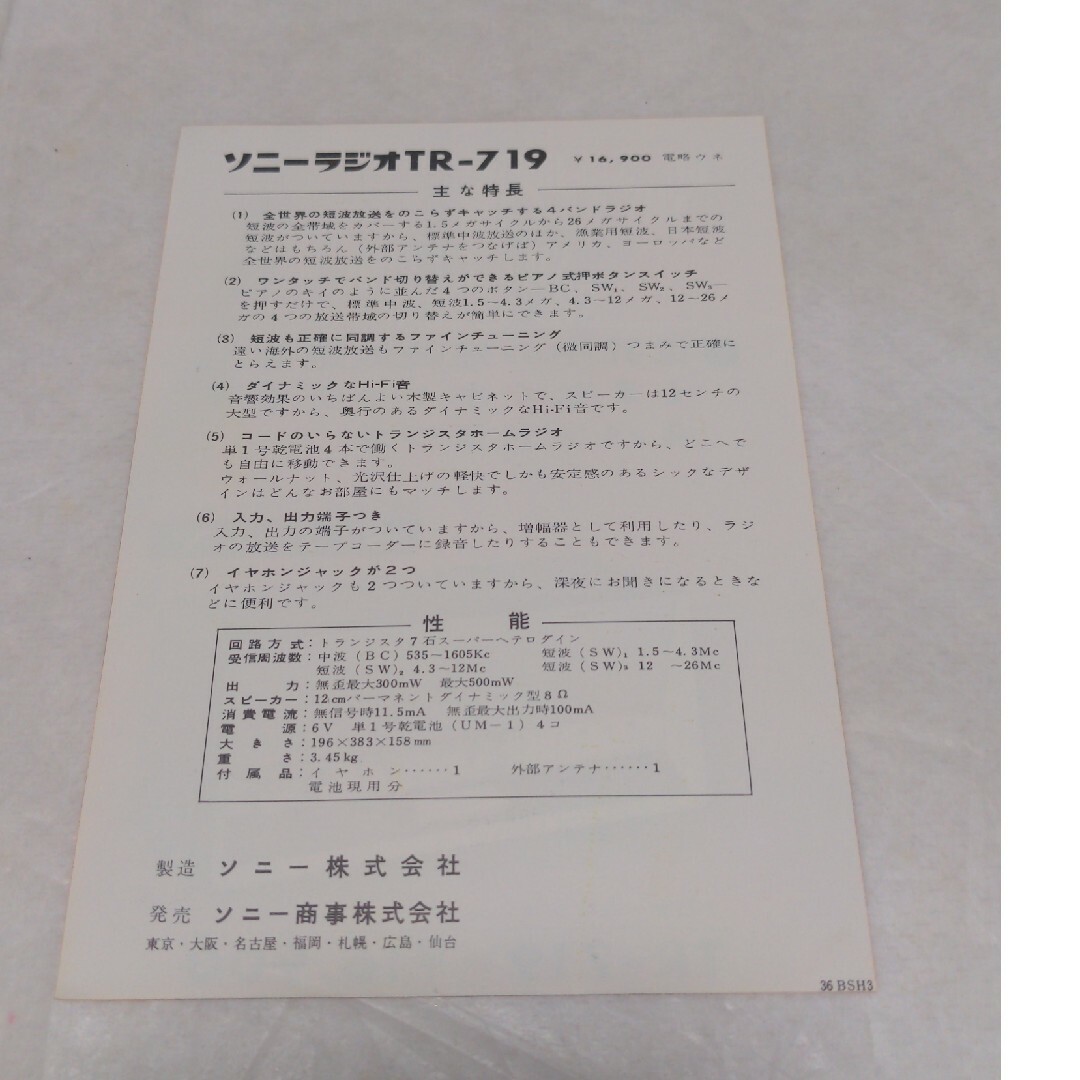 ソニーラジオTR-719 ¥16,900 電略ウネ
主な特長
(1) 全世界の短波放送をのこらずキャッチする4バンドラジオ
短波の全帯域をカバーする1.5メガサイクルから26メガサイクルまでの
短波がついていますから、標準中波放送のほか、漁業用短波、日本短波
などはもちろん（外部アンテナをつなげば）アメリカ、ヨーロッパなど
全世界の短波放送をのこらずキャッチします。
(2) ワンタッチでバンド切り替えができるピアノ式押ボタンスイッチ
ピアノのキイのように並んだ4つのボタン—BC、SW₁、SW₂、SW₃—
を押すだけで、標準中波、短波1.5~4.3メガ、4.3~12メガ、12~26メ
ガの4つの放送帯域の切り替えが簡単にできます。
(3) 短波も正確に同調するファインチューニング
遠い海外の短波放送もファインチューニング（微同調）つまみで正確に
とらえます。
(4) ダイナミックなHi-Fi音
音響効果のいちばんよい木製キャビネットで、スピーカーは12センチの
大型ですから、奥行のあるダイナミックなHi-Fi音です。
(5) コードのいらないトランジスタホームラジオ
単1号乾電池4本で働くトランジスタホームラジオですから、どこへで
も自由に移動できます。
ウォールナット、光沢仕上げの軽快でしかも安定感のあるシックなデザ
インはどんなお部屋にもマッチします。
(6) 入力、出力端子つき
入力、出力の端子がついていますから、増幅器として利用したり、ラジ
オの放送をテープコーダーに録音したりすることもできます。
(7) イヤホンジャックが2つ
イヤホンジャックも2つついていますから、深夜にお聞きになるときな
どに便利です。
性能
回路方式：トランジスタ7石スーパーヘテロダイン
受信周波数：中波（BC）535~1605Kc 短波（SW）₁ 1.5~4.3Mc
短波（SW）₂ 4.3~12Mc 短波（SW）₃ 12 ~26Mc
出力：無歪最大300mW 最大500mW
スピーカー：12cmパーマネントダイナミック型8Ω
消費電流：無信号時11.5mA 無歪最大出力時100mA
電源：6V 単1号乾電池（UM-1）4コ
大きさ：196×383×158mm
重さ：3.45kg
付属品：イヤホン……1 外部アンテナ……1
電池現用分
製造 ソニー株式会社
発売 ソニー商事株式会社
東京・大阪・名古屋・福岡・札幌・広島・仙台
36 BSH3